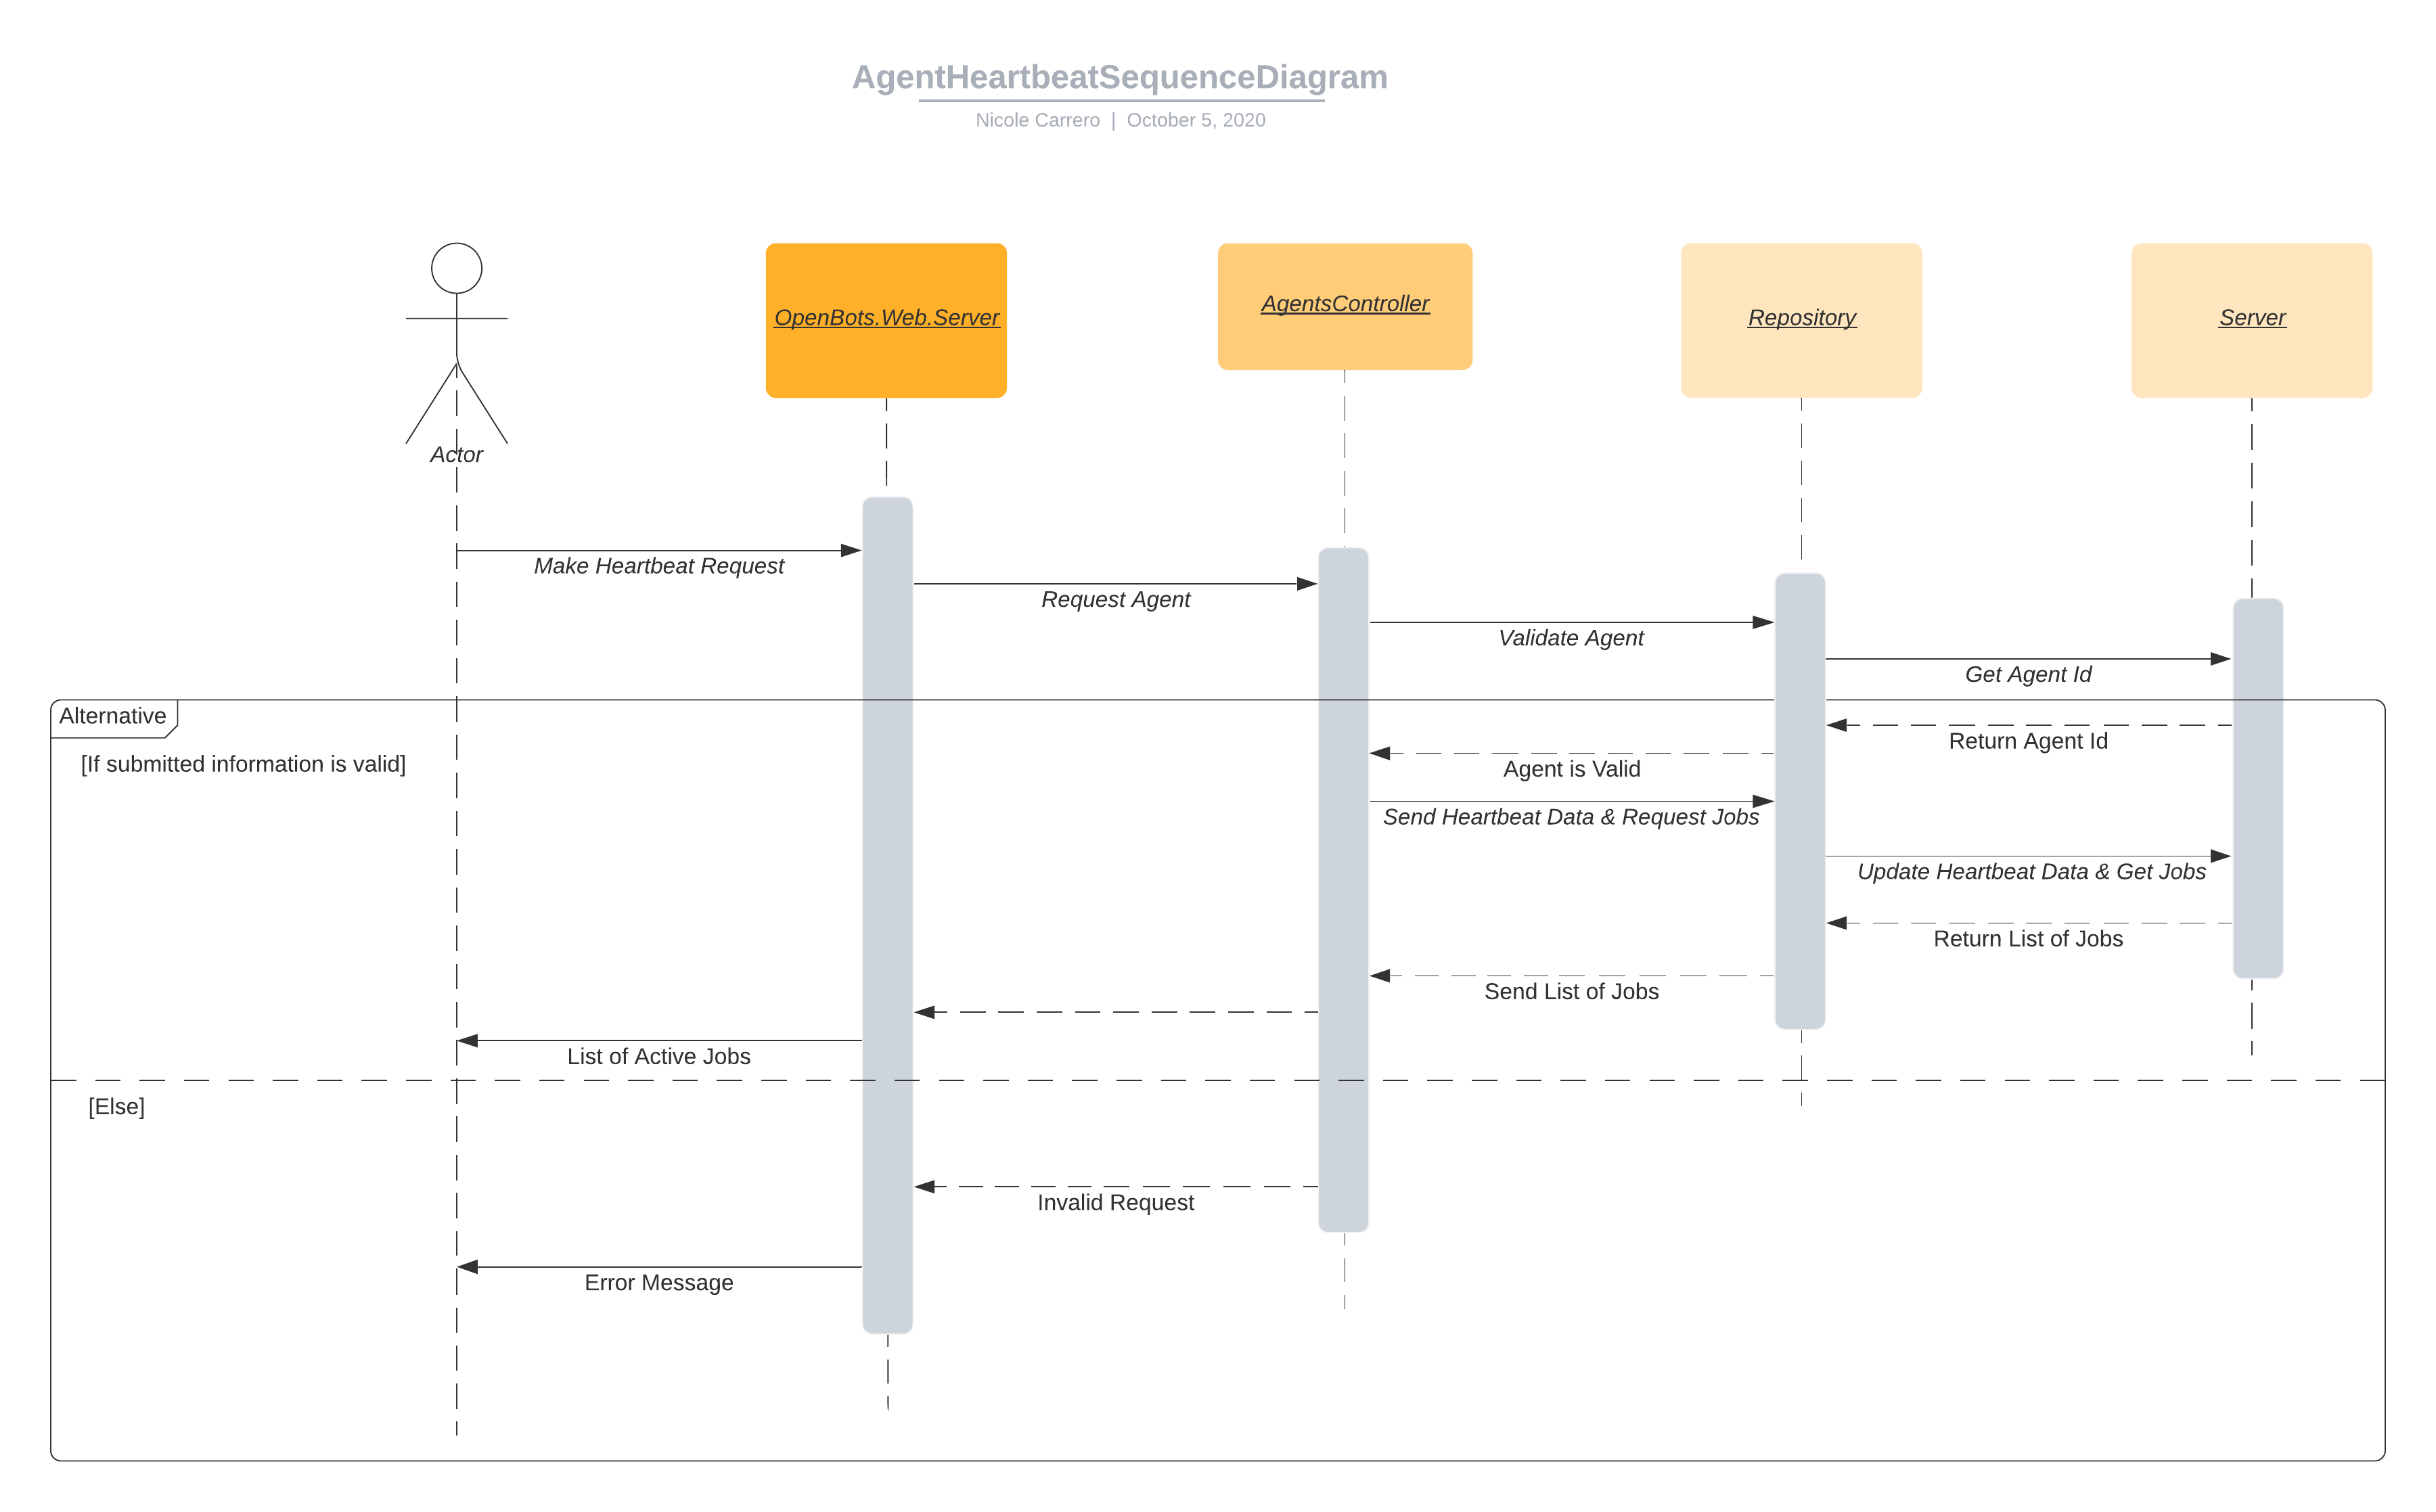 AgentHeartbeatSequenceDiagram
Nicole Carrero | October 5, 2020
OpenBots.Web.Server
AgentsController
Repository
Server
Actor
Make Heartbeat Request
Request Agent
Validate Agent
Get Agent Id
Alternative
[If submitted information is valid]
Return Agent Id
Agent is Valid
Send Heartbeat Data & Request Jobs
Update Heartbeat Data & Get Jobs
Return List of Jobs
Send List of Jobs
List of Active Jobs
[Else]
Invalid Request
Error Message